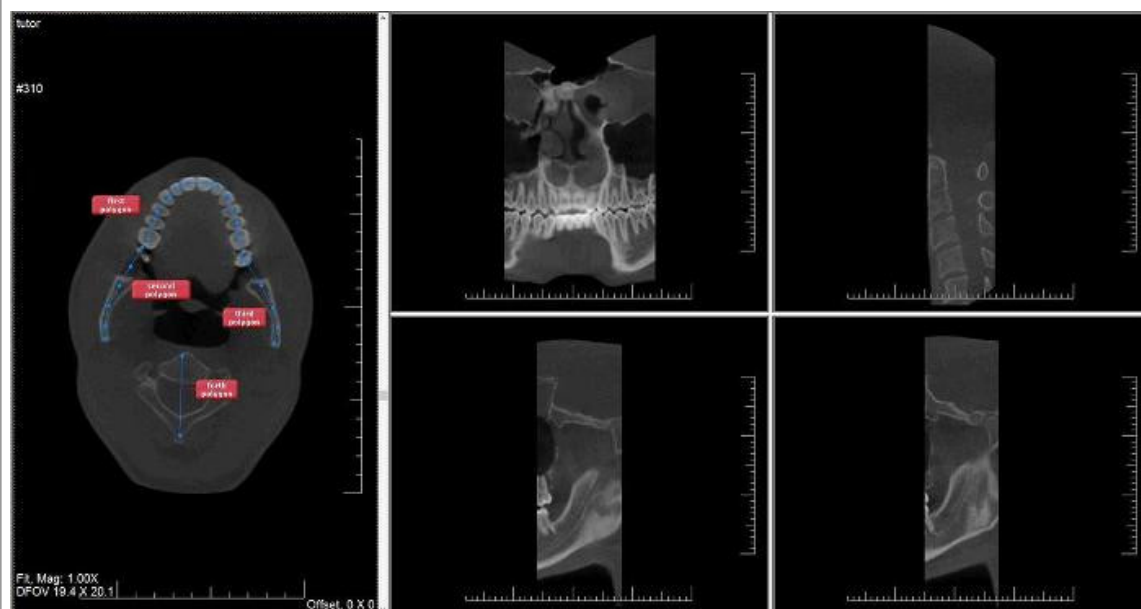 tutor
#310
first
polygon
second
polygon
third
polygon
forth
polygon
Fit, Mag: 1.00X
DFOV 19.4 X 20.1
Offset. 0 X 0